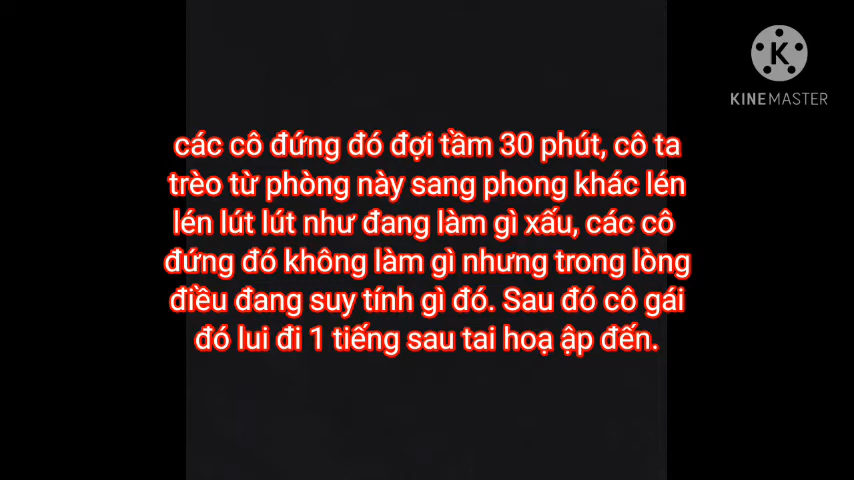 KINEMASTER
các cô đứng đó đợi tầm 30 phút, cô ta
trèo từ phòng này sang phong khác lén
lén lút lút như đang làm gì xấu, các cô
đứng đó không làm gì nhưng trong lòng
điều đang suy tính gì đó. Sau đó cô gái
đó lui đi 1 tiếng sau tai hoạ ập đến.